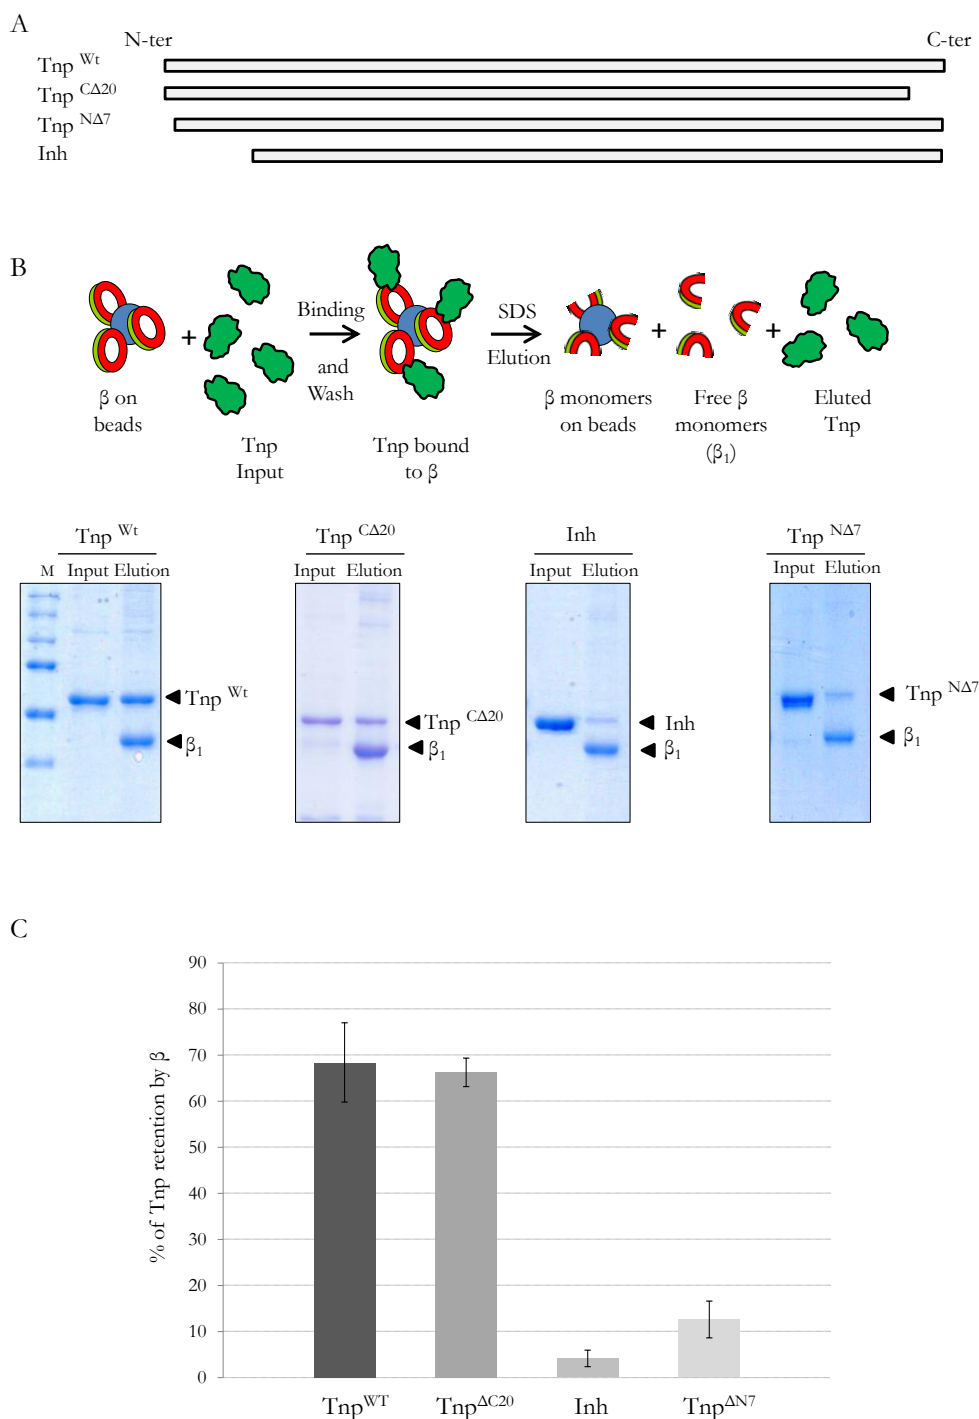 A
N-ter C-ter
Tnp Wt
Tnp CΔ20
Tnp NΔ7
Inh
B
β on
beads
+
Tnp
Input
Binding
and
Wash
Tnp bound
to β
SDS
Elution
β monomers
on beads
+
Free β
monomers
(β1)
+
Eluted
Tnp
Tnp Wt
M Input Elution
Tnp Wt
β1
Tnp CΔ20
Input Elution
Tnp CΔ20
β1
Inh
Input Elution
Inh
β1
Tnp NΔ7
Input Elution
Tnp NΔ7
β1
C
% of Tnp retention by β
90
80
70
60
50
40
30
20
10
0
TnpWT TnpΔC20 Inh TnpΔN7